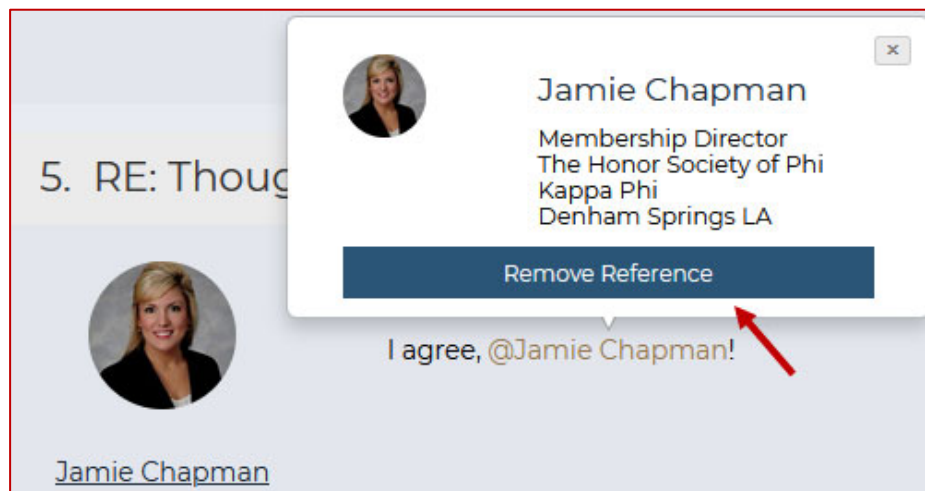 ×
Jamie Chapman
Membership Director
The Honor Society of Phi
Kappa Phi
Denham Springs LA
Remove Reference
5. RE: Thoug
I agree, @Jamie Chapman!
Jamie Chapman